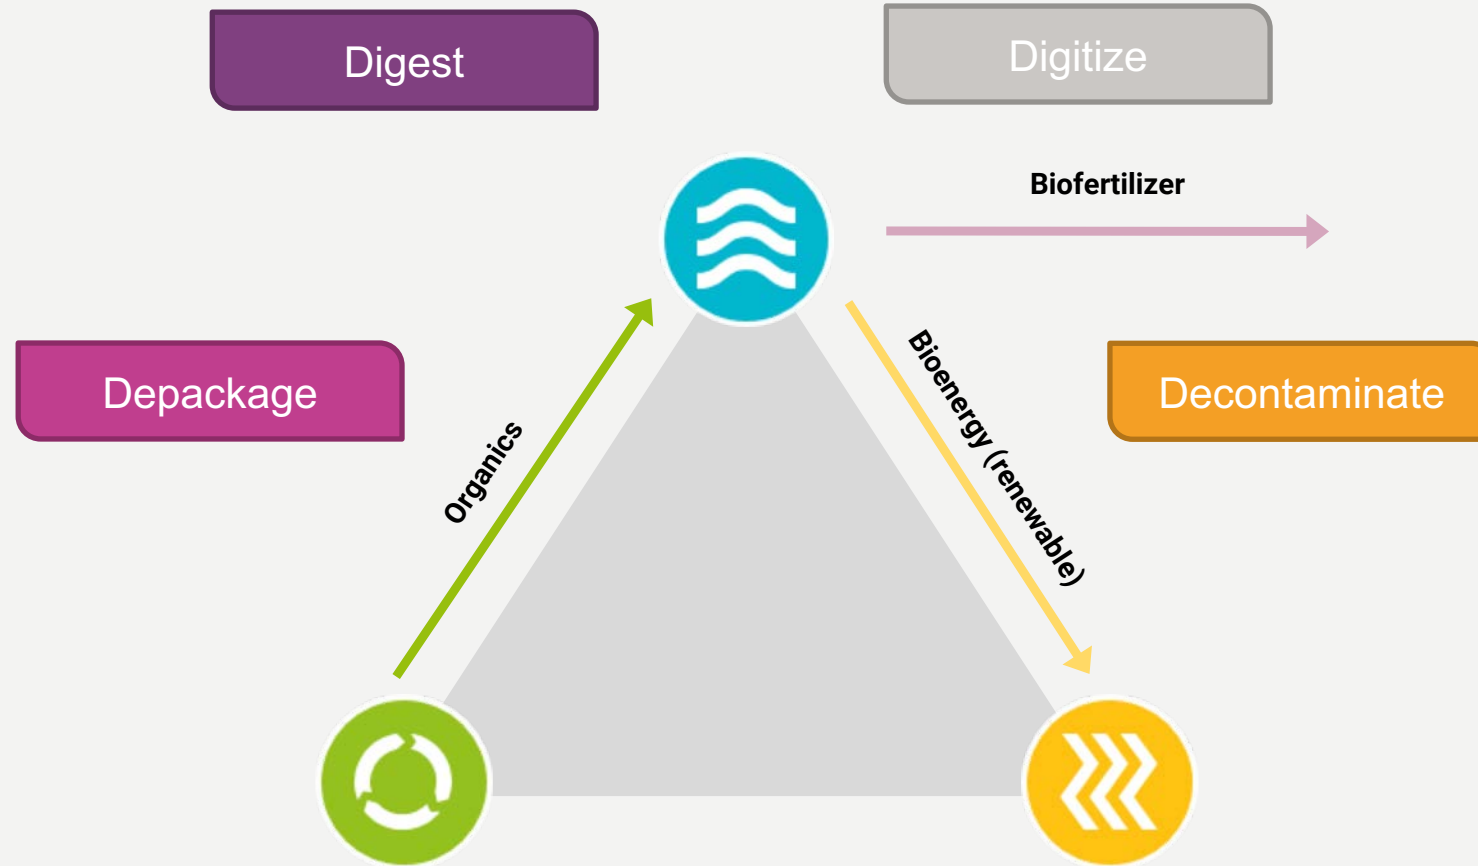 Digest
Digitize
Biofertilizer
Depackage
Organics
Bioenergy (renewable)
Decontaminate